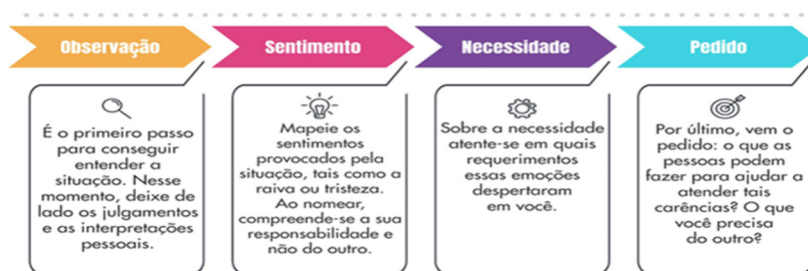 Observação
Sentimento
Necessidade
Pedido
É o primeiro passo
para conseguir
entender a
situação. Nesse
momento, deixe de
lado os julgamentos
e as interpretações
pessoais.
Mapeie os
sentimentos
provocados pela
situação, tais como a
raiva ou tristeza.
Ao nomear,
compreende-se a sua
responsabilidade e
não do outro.
Sobre a necessidade
atente-se em quais
requerimentos
essas emoções
despertaram
em você.
Por último, vem o
pedido: o que as
pessoas podem
fazer para ajudar a
atender tais
carências? O que
você precisa
do outro?